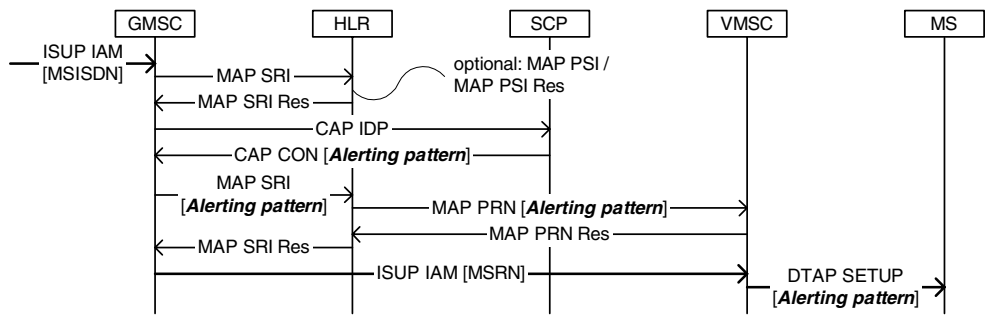 GMSC HLR SCP VMSC MS
ISUP IAM
[MSISDN]
MAP SRI
optional: MAP PSI /
MAP PSI Res
MAP SRI Res
CAP IDP
CAP CON [Alerting pattern]
MAP SRI
[Alerting pattern]
MAP PRN [Alerting pattern]
MAP PRN Res
MAP SRI Res
ISUP IAM [MSRN]
DTAP SETUP
[Alerting pattern]